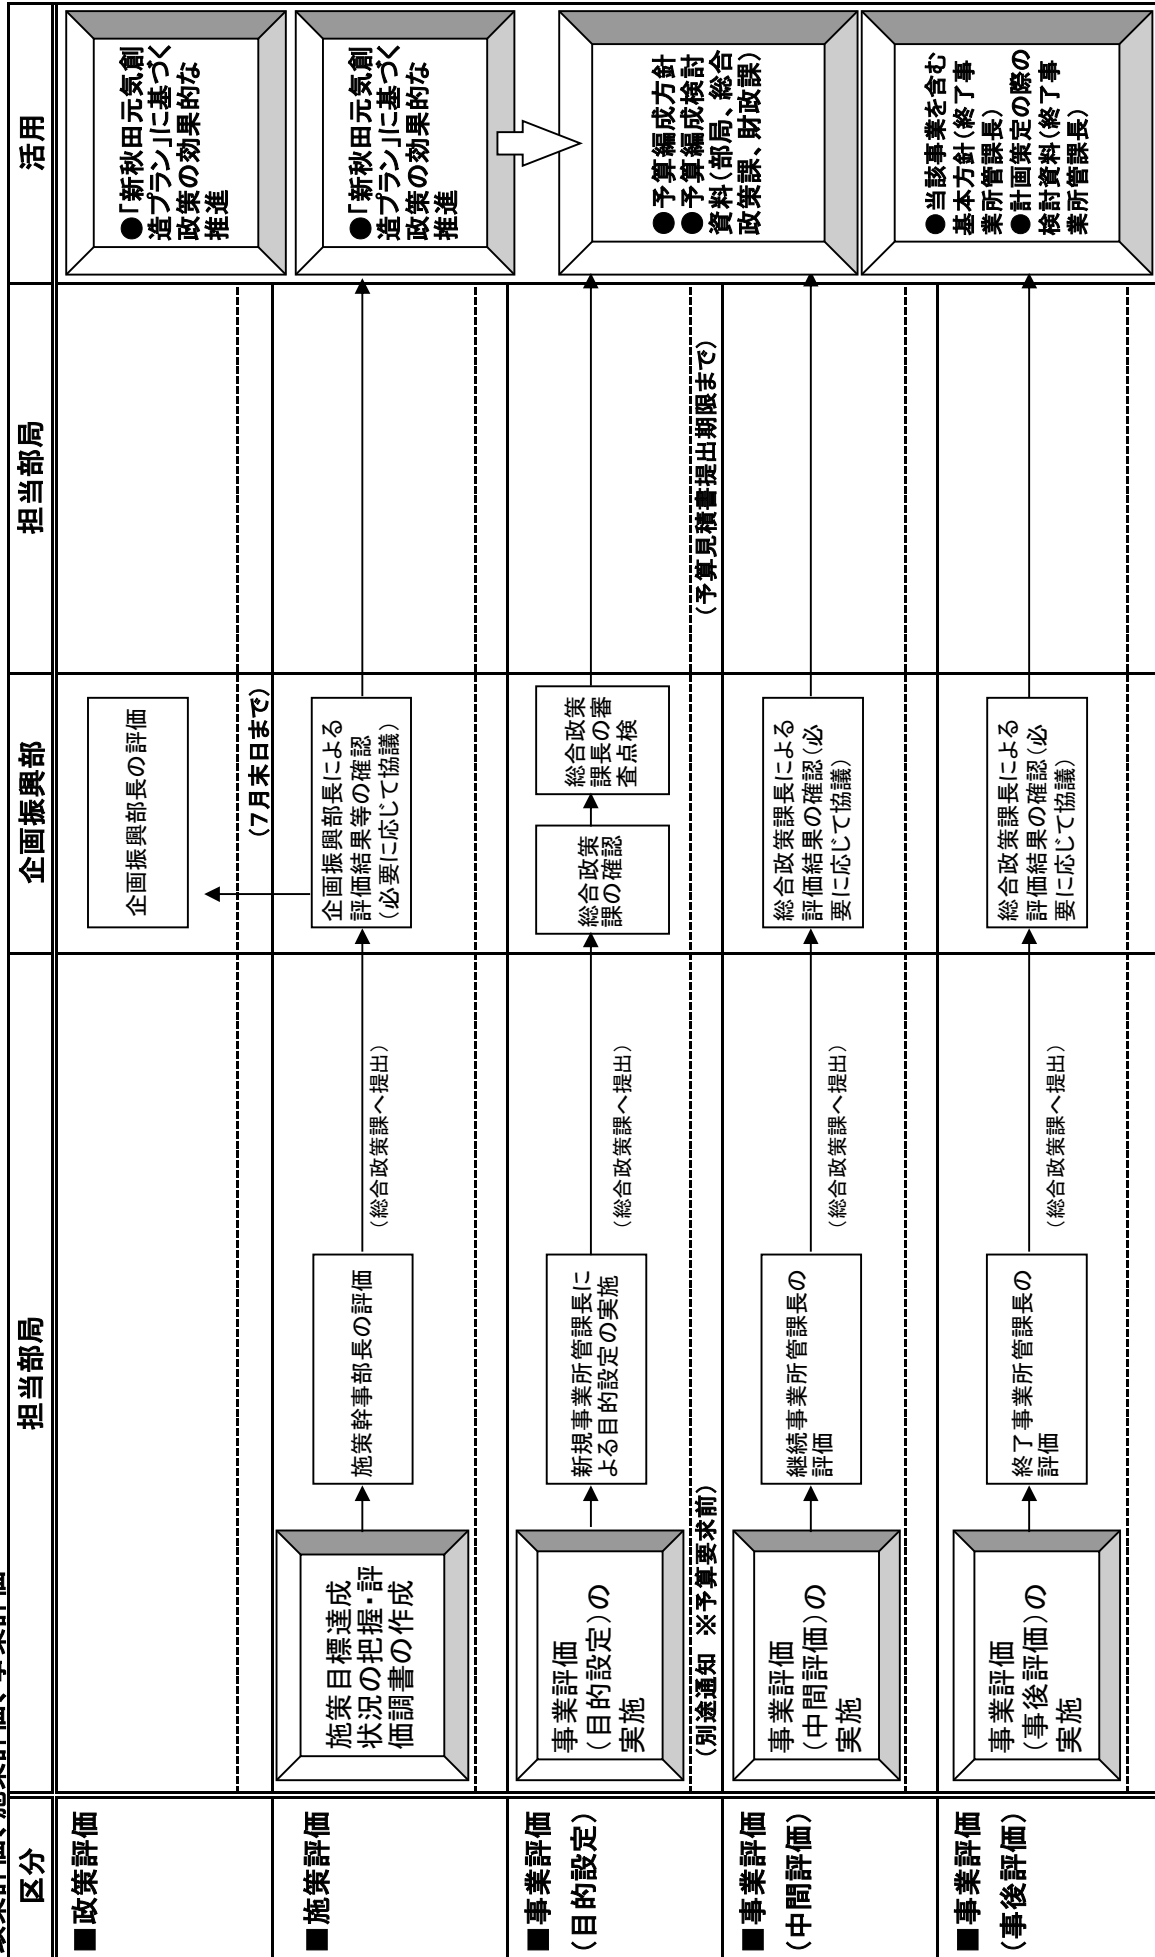 区分
担当部局
企画振興部
担当部局
活用
■政策評価
企画振興部長の評価
●「新秋田元気創
造プラン」に基づく
政策の効果的な
推進
（7月末日まで）
■施策評価
施策目標達成
状況の把握・評
価調書の作成
施策幹事部長の評価
（総合政策課へ提出）
企画振興部長による
評価結果等の確認
（必要に応じて協議）
●「新秋田元気創
造プラン」に基づく
政策の効果的な
推進
■事業評価
（目的設定）
事業評価
（目的設定）の
実施
新規事業所管課長に
よる目的設定の実施
（総合政策課へ提出）
総合政策
課の確認
総合政策
課長の審
査点検
●予算編成方針
●予算編成検討
資料（部局、総合
政策課、財政課）
（別途通知　※予算要求前）
（予算見積書提出期限まで）
■事業評価
（中間評価）
事業評価
（中間評価）の
実施
継続事業所管課長の
評価
（総合政策課へ提出）
総合政策課長による
評価結果の確認（必
要に応じて協議）
■事業評価
（事後評価）
事業評価
（事後評価）の
実施
終了事業所管課長の
評価
（総合政策課へ提出）
総合政策課長による
評価結果の確認（必
要に応じて協議）
●当該事業を含む
基本方針（終了事
業所管課長）
●計画策定の際の
検討資料（終了事
業所管課長）